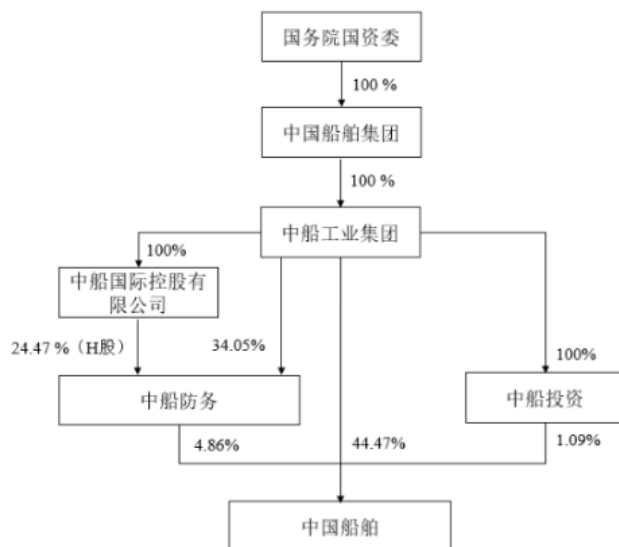 国务院国资委
100 %
中国船舶集团
100 %
中船工业集团
100%
中船国际控股有
限公司
24.47 %（H股）
34.05%
100%
中船防务
中船投资
4.86%
44.47%
1.09%
中国船舶